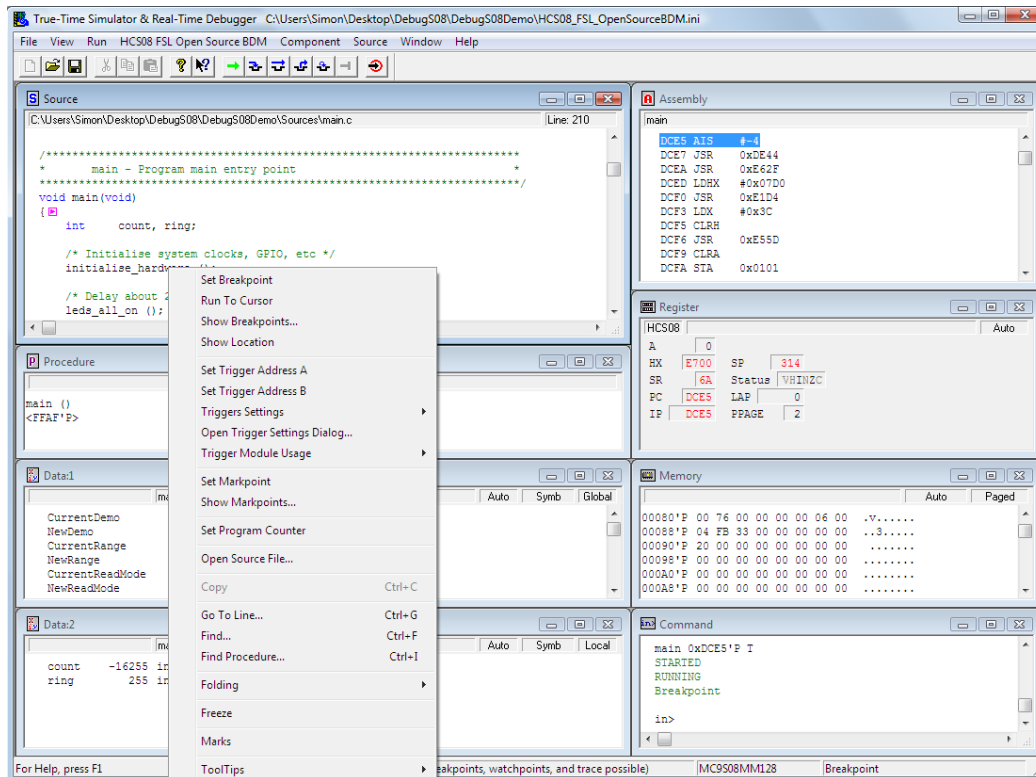 True-Time Simulator & Real-Time Debugger C:\Users\Simon\Desktop\DebugS08\DebugS08Demo\HCS08_FSL_OpenSourceBDM.ini
File View Run HCS08 FSL Open Source BDM Component Source Window Help
Source
C:\Users\Simon\Desktop\DebugS08\DebugS08Demo\Sources\main.c Line: 210
/***************************************************************************
* main - Program main entry point *
***************************************************************************/
void main(void)
{
int count, ring;
/* Initialise system clocks, GPIO, etc */
initialise_hardware ();
/* Delay about 2
leds_all_on ();
Set Breakpoint
Run To Cursor
Show Breakpoints...
Show Location
Set Trigger Address A
Set Trigger Address B
Triggers Settings
Open Trigger Settings Dialog...
Trigger Module Usage
Set Markpoint
Show Markpoints...
Set Program Counter
Open Source File...
Copy Ctrl+C
Go To Line... Ctrl+G
Find... Ctrl+F
Find Procedure... Ctrl+I
Folding
Freeze
Marks
ToolTips
Procedure
main ()
<FFAF'P>
Data:1
ma Auto Symb Global
CurrentDemo
NewDemo
CurrentRange
NewRange
CurrentReadMode
NewReadMode
Data:2
ma Auto Symb Local
count -16255 in
ring 255 in
Assembly
main
DCE5 AIS #-4
DCE7 JSR 0xDE44
DCEA JSR 0xE62F
DCED LDHX #0x07D0
DCF0 JSR 0xE1D4
DCF3 LDX #0x3C
DCF5 CLRH
DCF6 JSR 0xE55D
DCF9 CLRA
DCFA STA 0x0101
Register
HCS08 Auto
A 0
HX E700 SP 314
SR 6A Status VHINZC
PC DCE5 LAP 0
IP DCE5 PPAGE 2
Memory
Auto Paged
00080'P 00 76 00 00 00 00 06 00 .v......
00088'P 04 FB 33 00 00 00 00 00 ..3.....
00090'P 20 00 00 00 00 00 00 00 .......
00098'P 00 00 00 00 00 00 00 00 ........
000A0'P 00 00 00 00 00 00 00 00 ........
000A8'P 00 00 00 00 00 00 00 00 ........
Command
main 0xDCE5'P T
STARTED
RUNNING
Breakpoint
in>
For Help, press F1 eakpoints, watchpoints, and trace possible) MC9S08MM128 Breakpoint